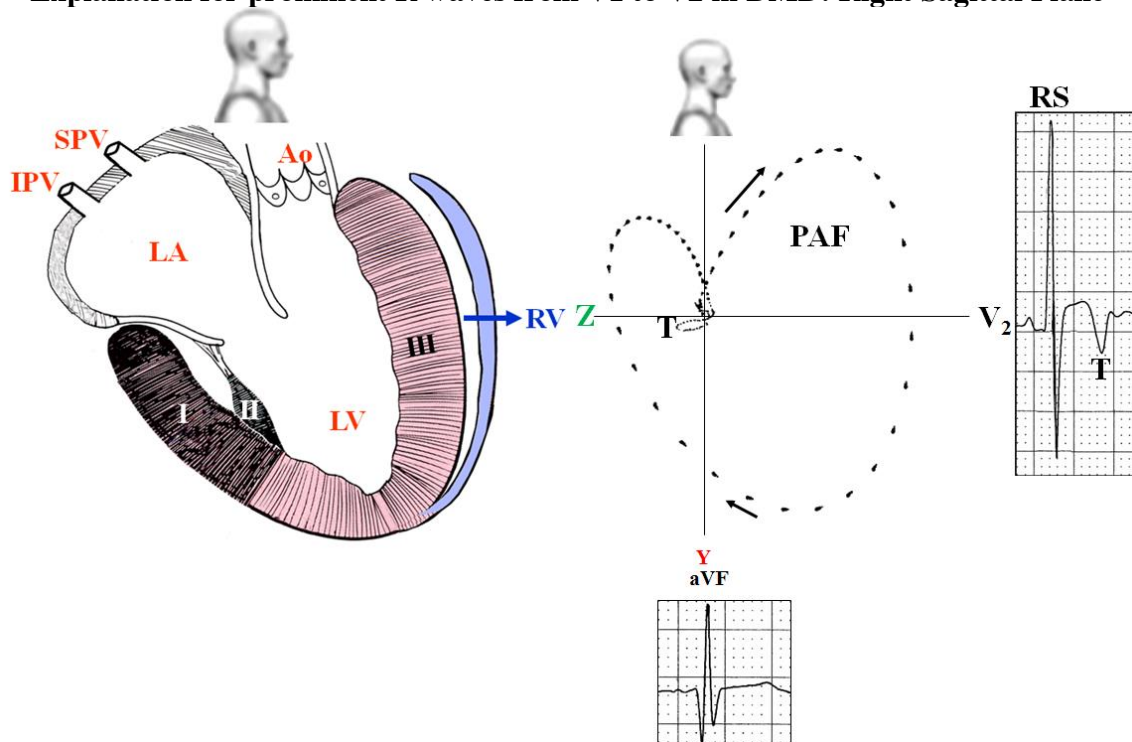 Explanation for prominent R waves from V1 to V2 in DMD: Right Sagittal Plane
SPV
IPV
Ao
LA
RV
III
I
II
LV
PAF
Z
T
V2
Y
aVF
RS
T